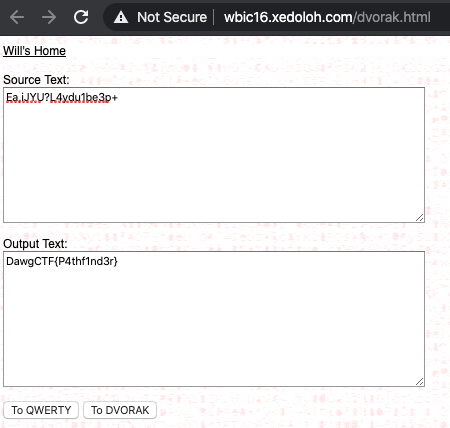 Not Secure | wbic16.xedoloh.com/dvorak.html
Will's Home
Source Text:
Ea,iJYU?L4ydu1be3p+
Output Text:
DawgCTF{P4thf1nd3r}
To QWERTY To DVORAK